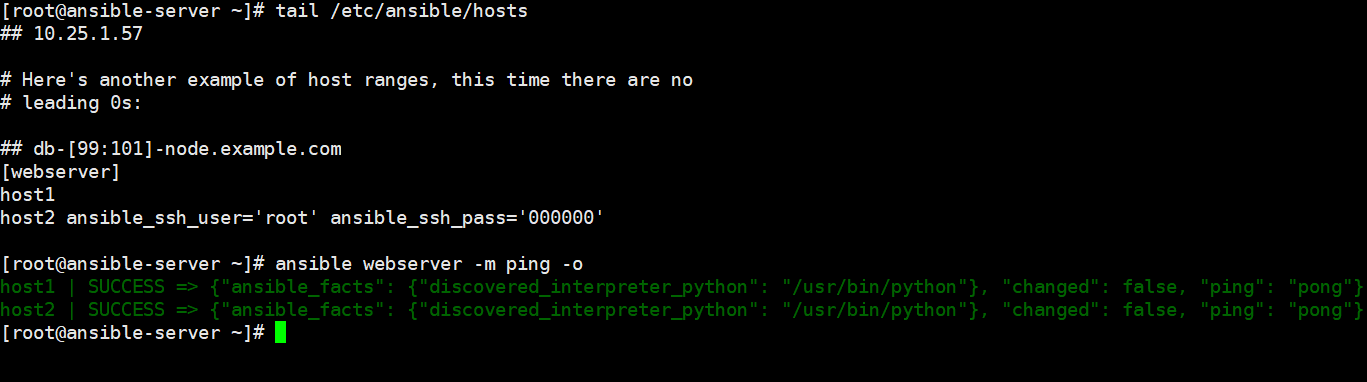 [root@ansible-server ~]# tail /etc/ansible/hosts
## 10.25.1.57
# Here's another example of host ranges, this time there are no
# leading 0s:
## db-[99:101]-node.example.com
[webserver]
host1
host2 ansible_ssh_user='root' ansible_ssh_pass='000000'
[root@ansible-server ~]# ansible webserver -m ping -o
host1 | SUCCESS => {"ansible_facts": {"discovered_interpreter_python": "/usr/bin/python"}, "changed": false, "ping": "pong"}
host2 | SUCCESS => {"ansible_facts": {"discovered_interpreter_python": "/usr/bin/python"}, "changed": false, "ping": "pong"}
[root@ansible-server ~]#